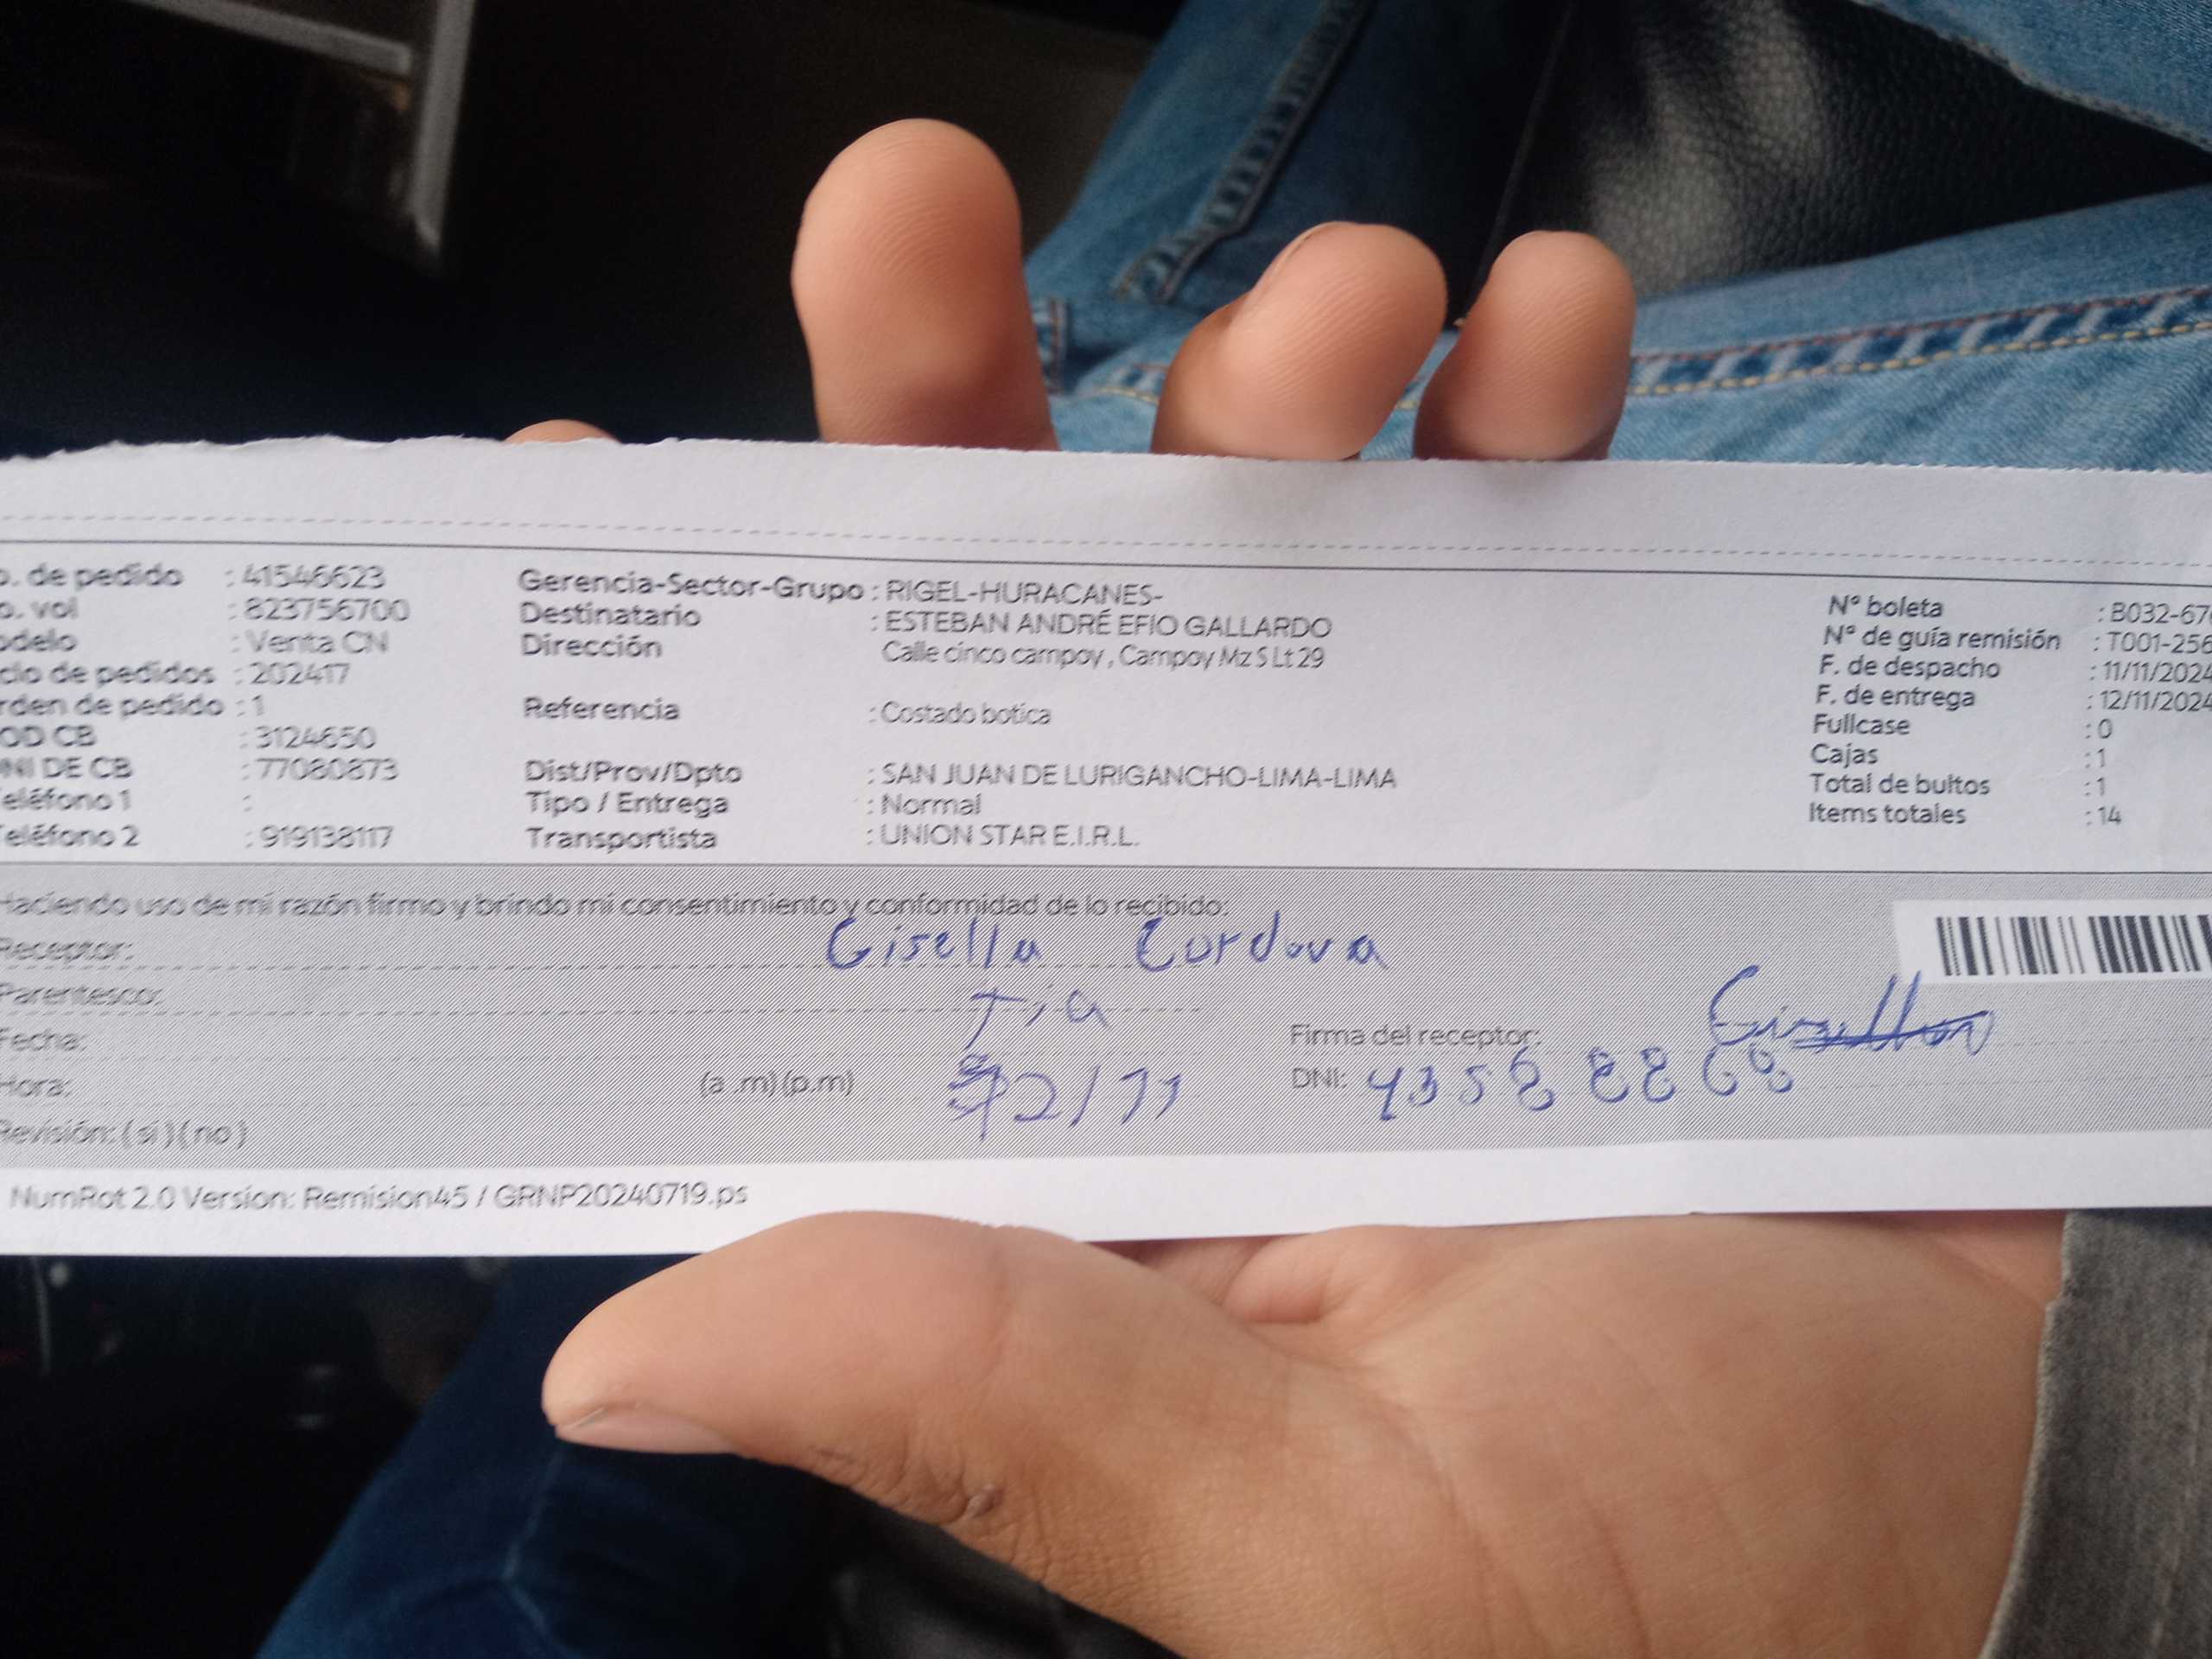 o. de pedido : 41546623
o. vol : 823756700
odelo : Venta CN
clo de pedidos : 202417
rden de pedido : 1
OD CB : 3124650
NI DE CB : 77080873
eléfono 1 :
eléfono 2 : 919138117
Gerencia-Sector-Grupo : RIGEL-HURACANES-
Destinatario : ESTEBAN ANDRÉ EFIO GALLARDO
Dirección Calle cinco campoy , Campoy Mz S Lt 29
Referencia : Costado botica
Dist/Prov/Dpto : SAN JUAN DE LURIGANCHO-LIMA-LIMA
Tipo / Entrega : Normal
Transportista : UNION STAR E.I.R.L.
Nº boleta : B032-67
Nº de guía remisión : T001-256
F. de despacho : 11/11/2024
F. de entrega : 12/11/2024
Fullcase : 0
Cajas : 1
Total de bultos : 1
Items totales : 14
Haciendo uso de mi razón firmo y brindo mi consentimiento y conformidad de lo recibido:
Receptor: Gisella Cordova
Parentesco: tia
Fecha: Firma del receptor: Gisella
Hora: (a .m) (p.m) 12/11 DNI: 43588868
Revisión: ( si ) ( no )
NumRot 2.0 Version: Remision45 / GRNP20240719.ps